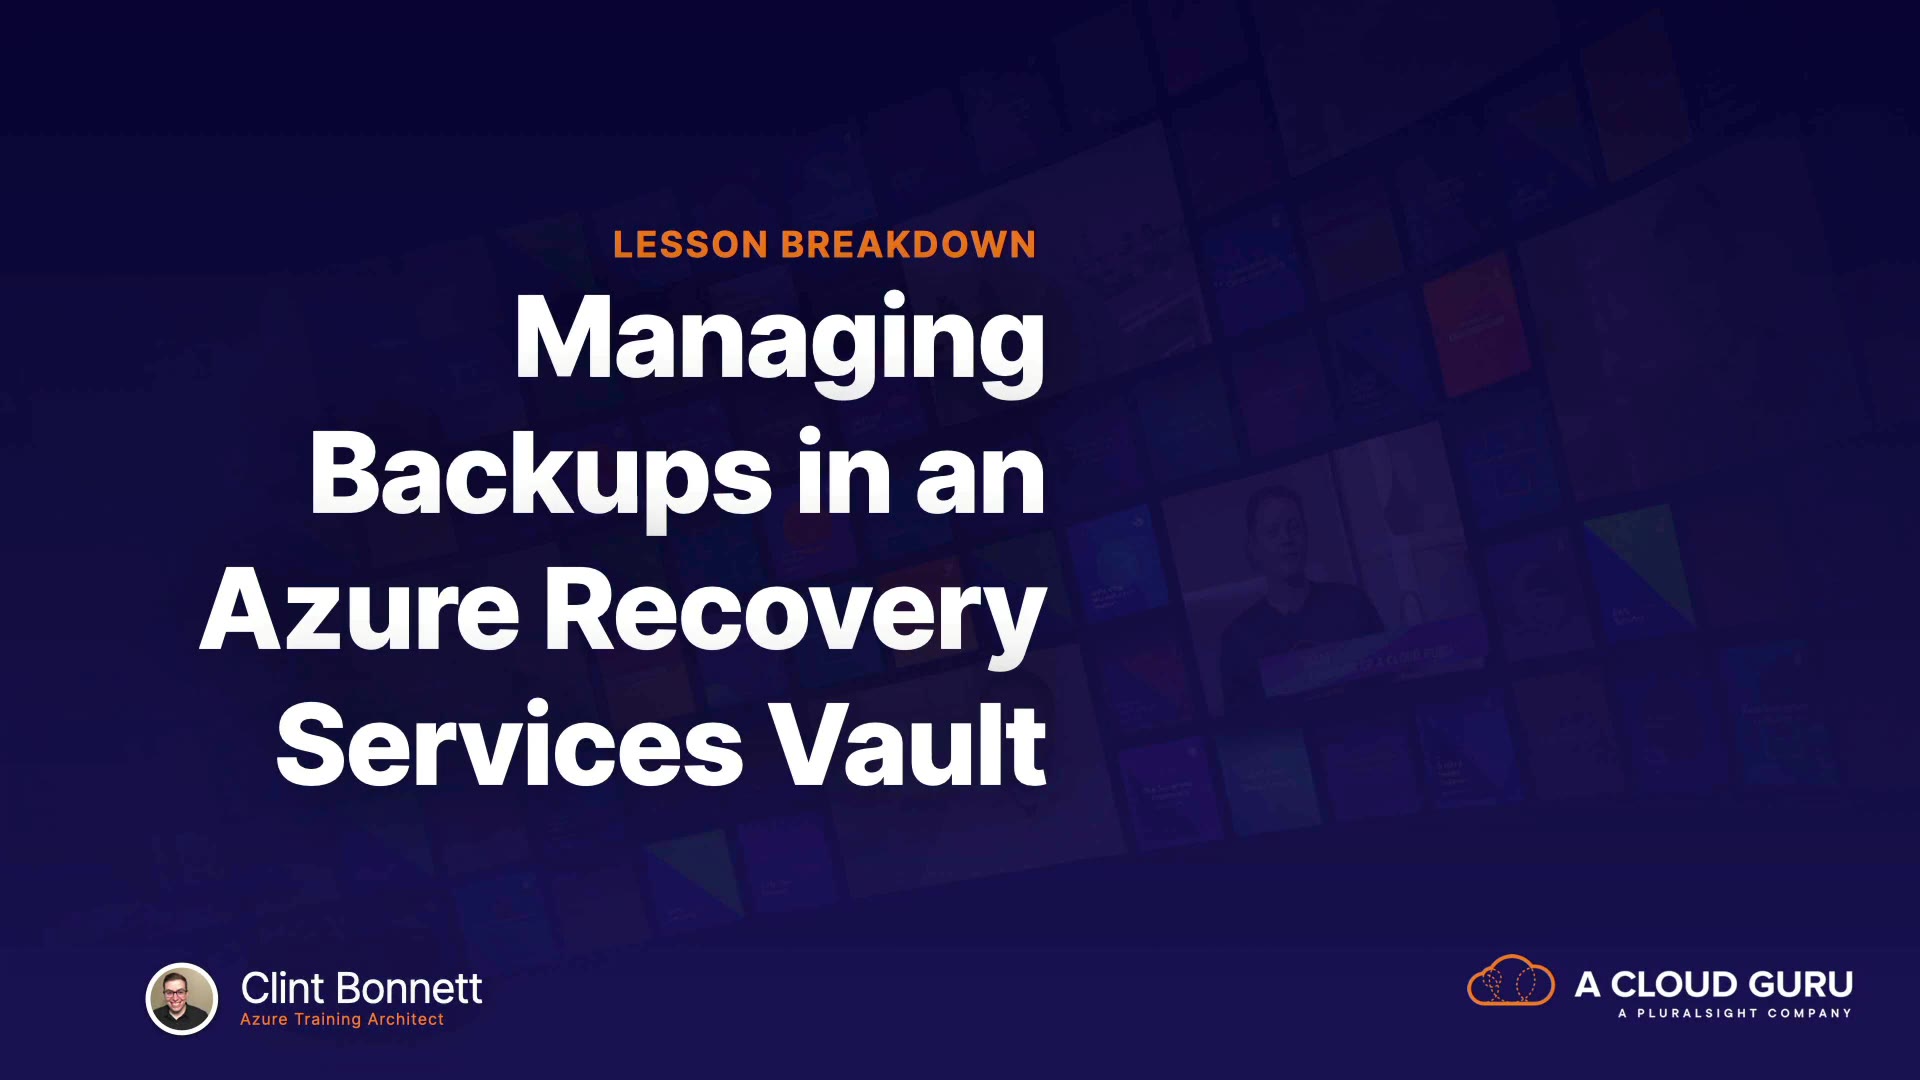 LESSON BREAKDOWN
Managing
Backups in an
Azure Recovery
Services Vault
Clint Bonnett
Azure Training Architect
A CLOUD GURU
A PLURALSIGHT COMPANY